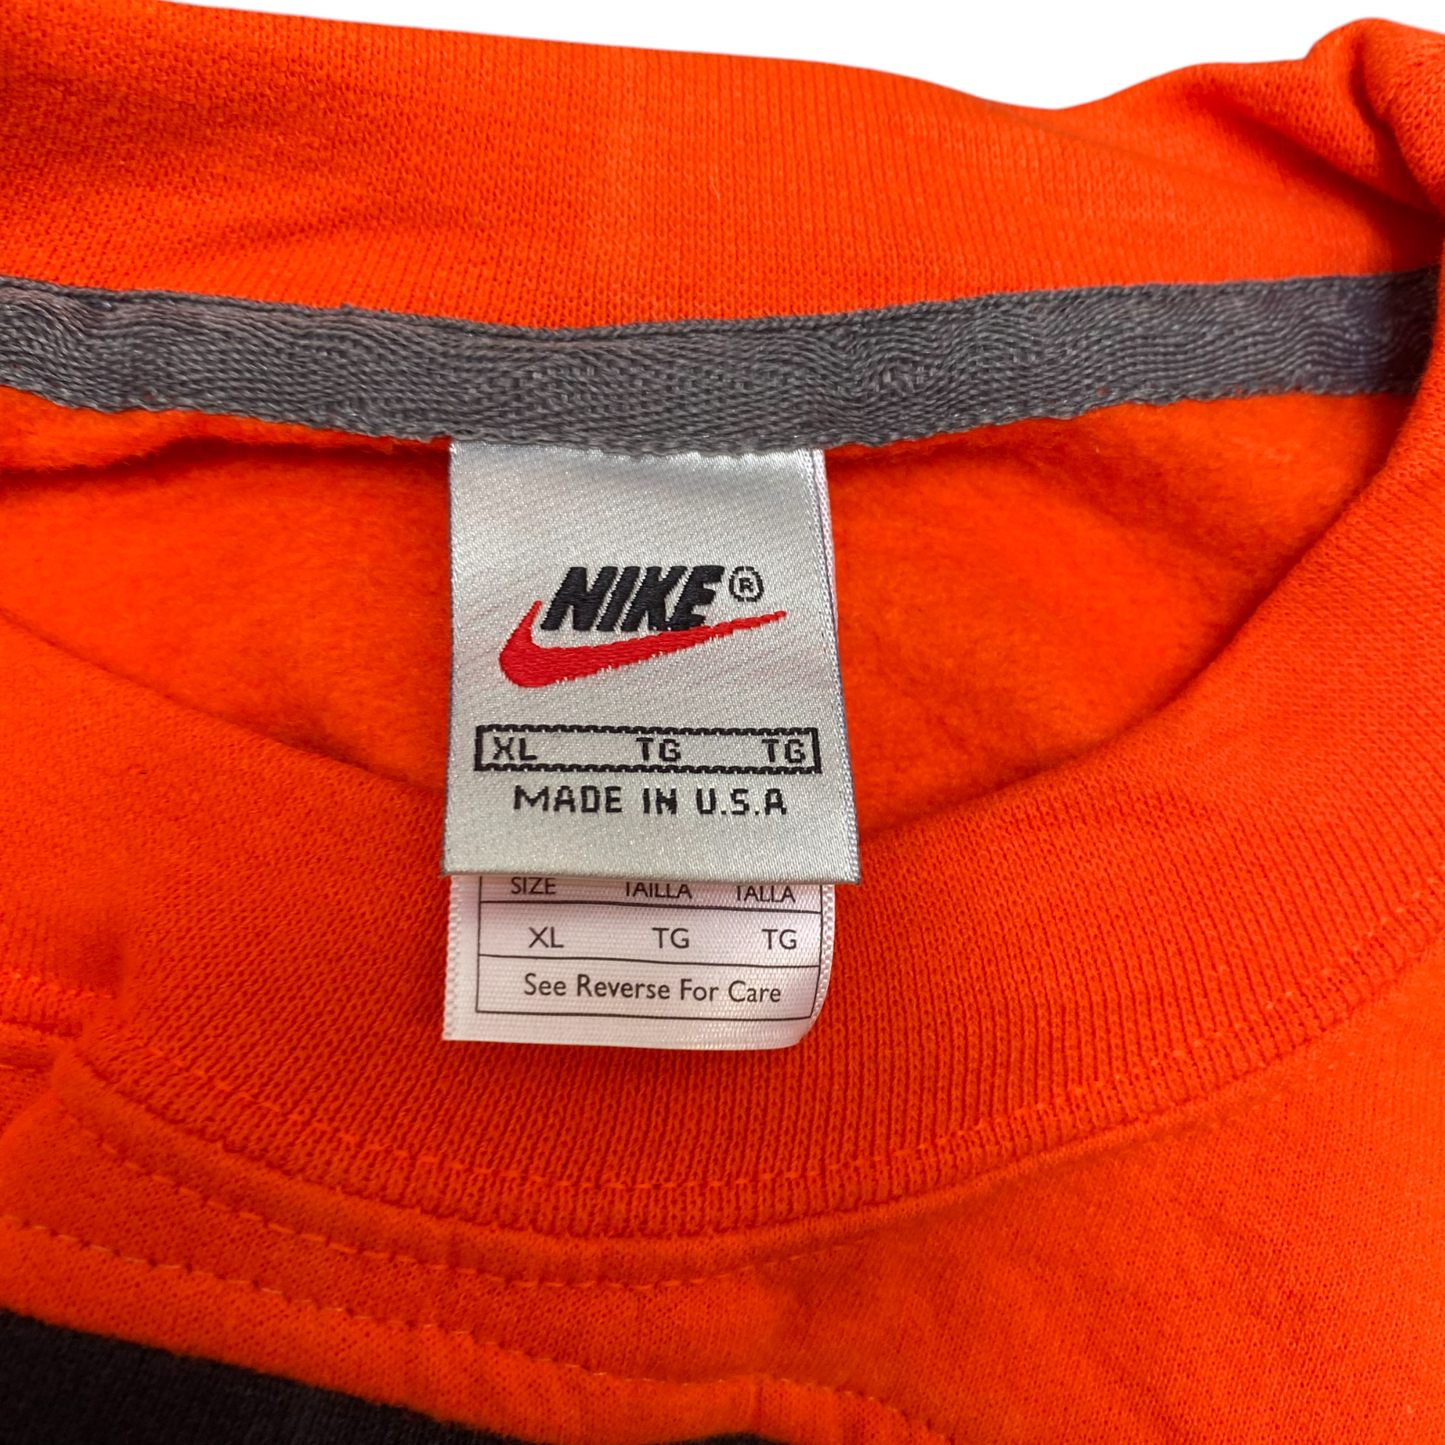 NIKE®
XL TG TG
MADE IN U.S.A
SIZE TAILLA TALLA
XL TG TG
See Reverse For Care